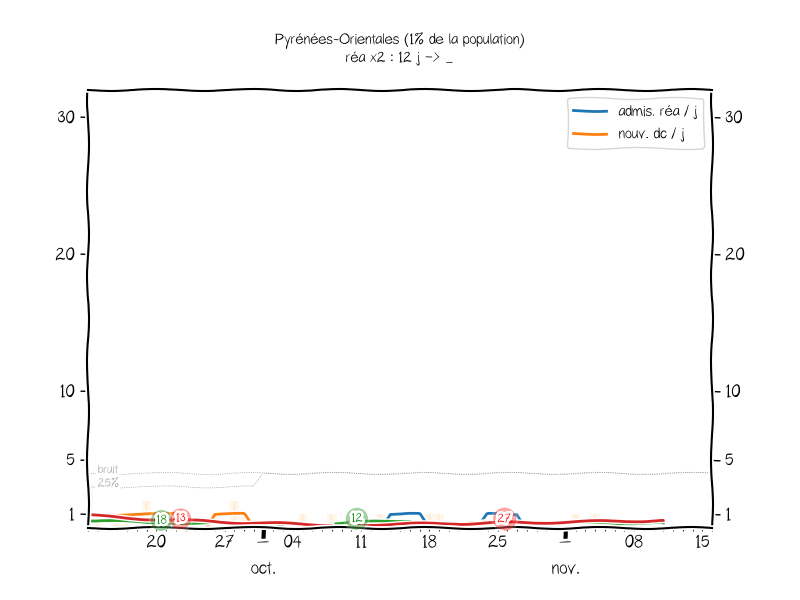 Pyrénées-Orientales (1% de la population)
réa x2 : 12 j -> _
admis. réa / j
nouv. dc / j
30 30
20 20
10 10
5 5
bruit
25%
1 1
18 13 12 27
20 27 04 11 18 25 08 15
oct. nov.